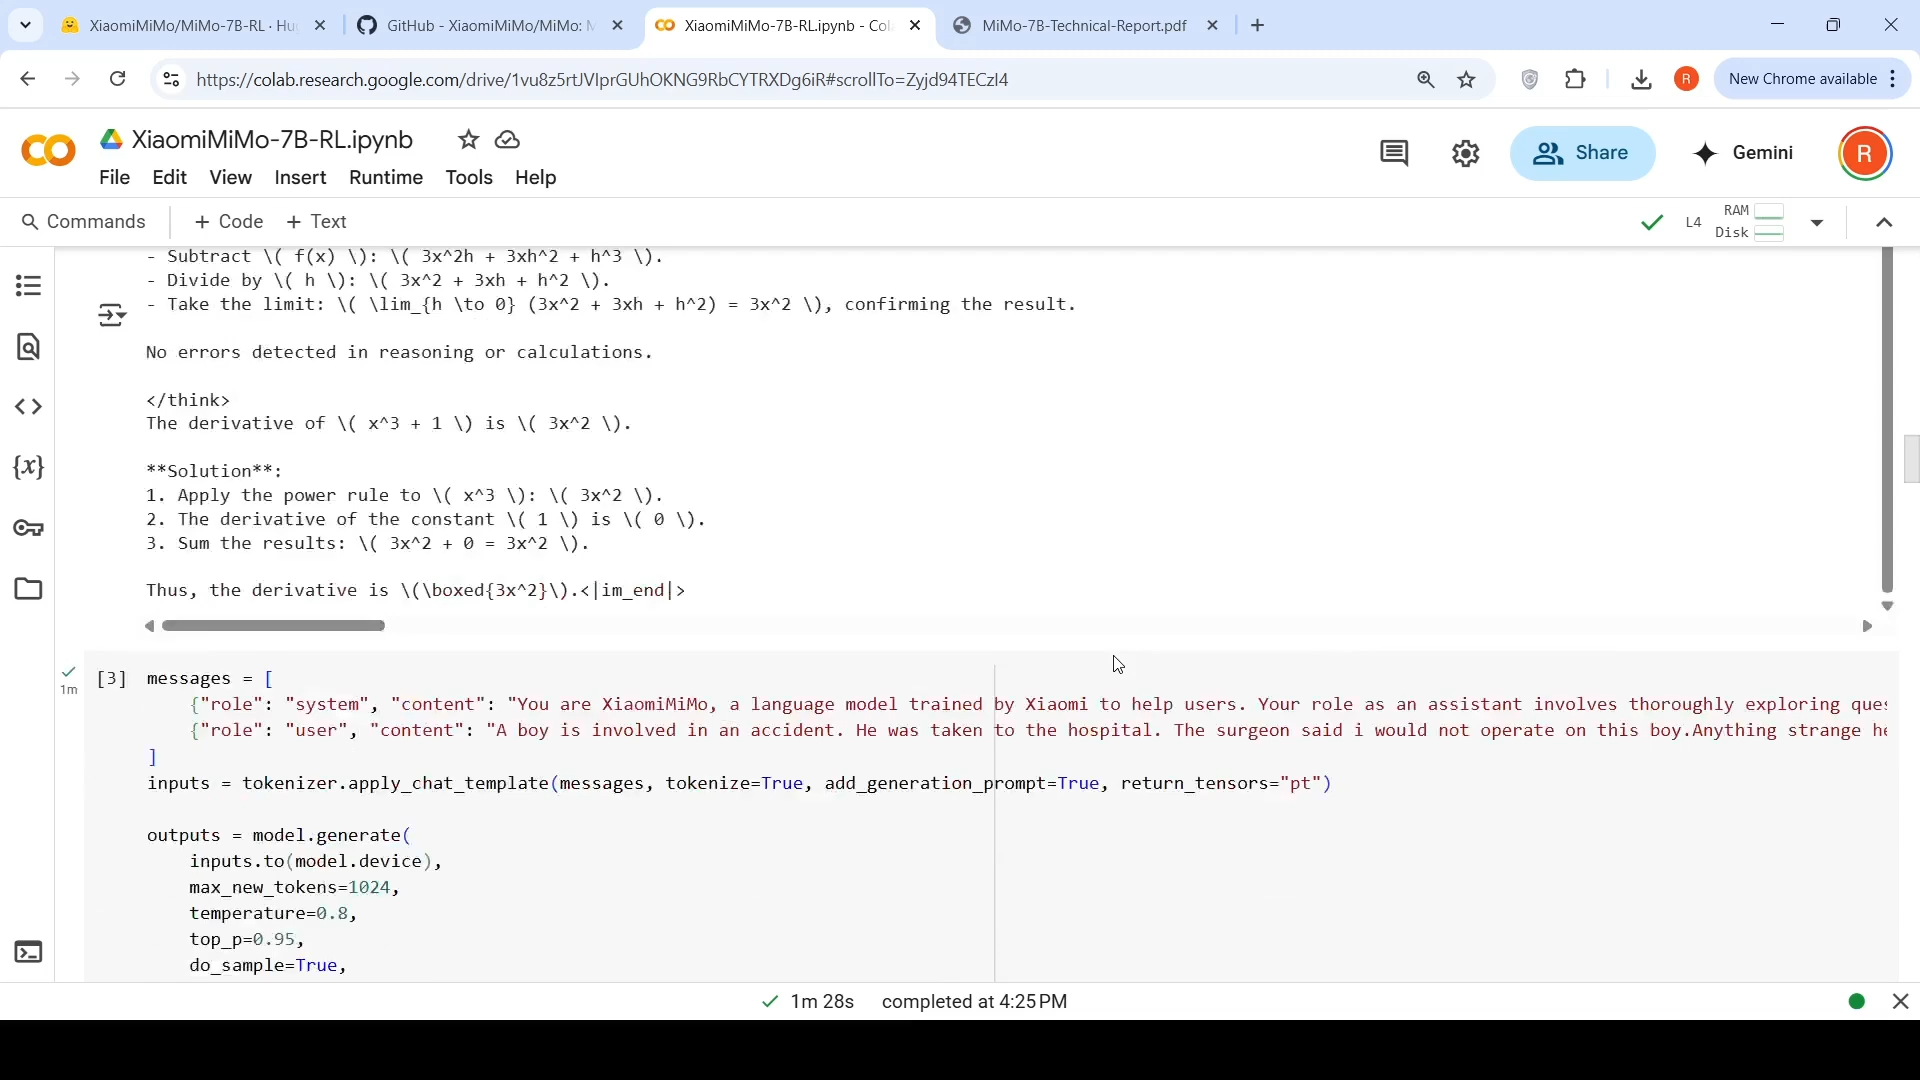 XiaomiMiMo/MiMo-7B-RL · Hu
GitHub - XiaomiMiMo/MiMo: M
XiaomiMiMo-7B-RL.ipynb - Col
MiMo-7B-Technical-Report.pdf
https://colab.research.google.com/drive/1vu8z5rtJVIprGUhOKNG9RbCYTRXDg6iR#scrollTo=Zyjd94TECzI4
R
New Chrome available
XiaomiMiMo-7B-RL.ipynb
Share
Gemini
R
File Edit View Insert Runtime Tools Help
Commands + Code + Text
L4
RAM
Disk
- Subtract \( f(x) \): \( 3x^2h + 3xh^2 + h^3 \).
- Divide by \( h \): \( 3x^2 + 3xh + h^2 \).
- Take the limit: \( \lim_{h \to 0} (3x^2 + 3xh + h^2) = 3x^2 \), confirming the result.
No errors detected in reasoning or calculations.
</think>
The derivative of \( x^3 + 1 \) is \( 3x^2 \).
**Solution**:
1. Apply the power rule to \( x^3 \): \( 3x^2 \).
2. The derivative of the constant \( 1 \) is \( 0 \).
3. Sum the results: \( 3x^2 + 0 = 3x^2 \).
Thus, the derivative is \(\boxed{3x^2}\).<|im_end|>
1m
[3] messages = [
{"role": "system", "content": "You are XiaomiMiMo, a language model trained by Xiaomi to help users. Your role as an assistant involves thoroughly exploring ques
{"role": "user", "content": "A boy is involved in an accident. He was taken to the hospital. The surgeon said i would not operate on this boy.Anything strange he
]
inputs = tokenizer.apply_chat_template(messages, tokenize=True, add_generation_prompt=True, return_tensors="pt")
outputs = model.generate(
inputs.to(model.device),
max_new_tokens=1024,
temperature=0.8,
top_p=0.95,
do_sample=True,
1m 28s completed at 4:25 PM